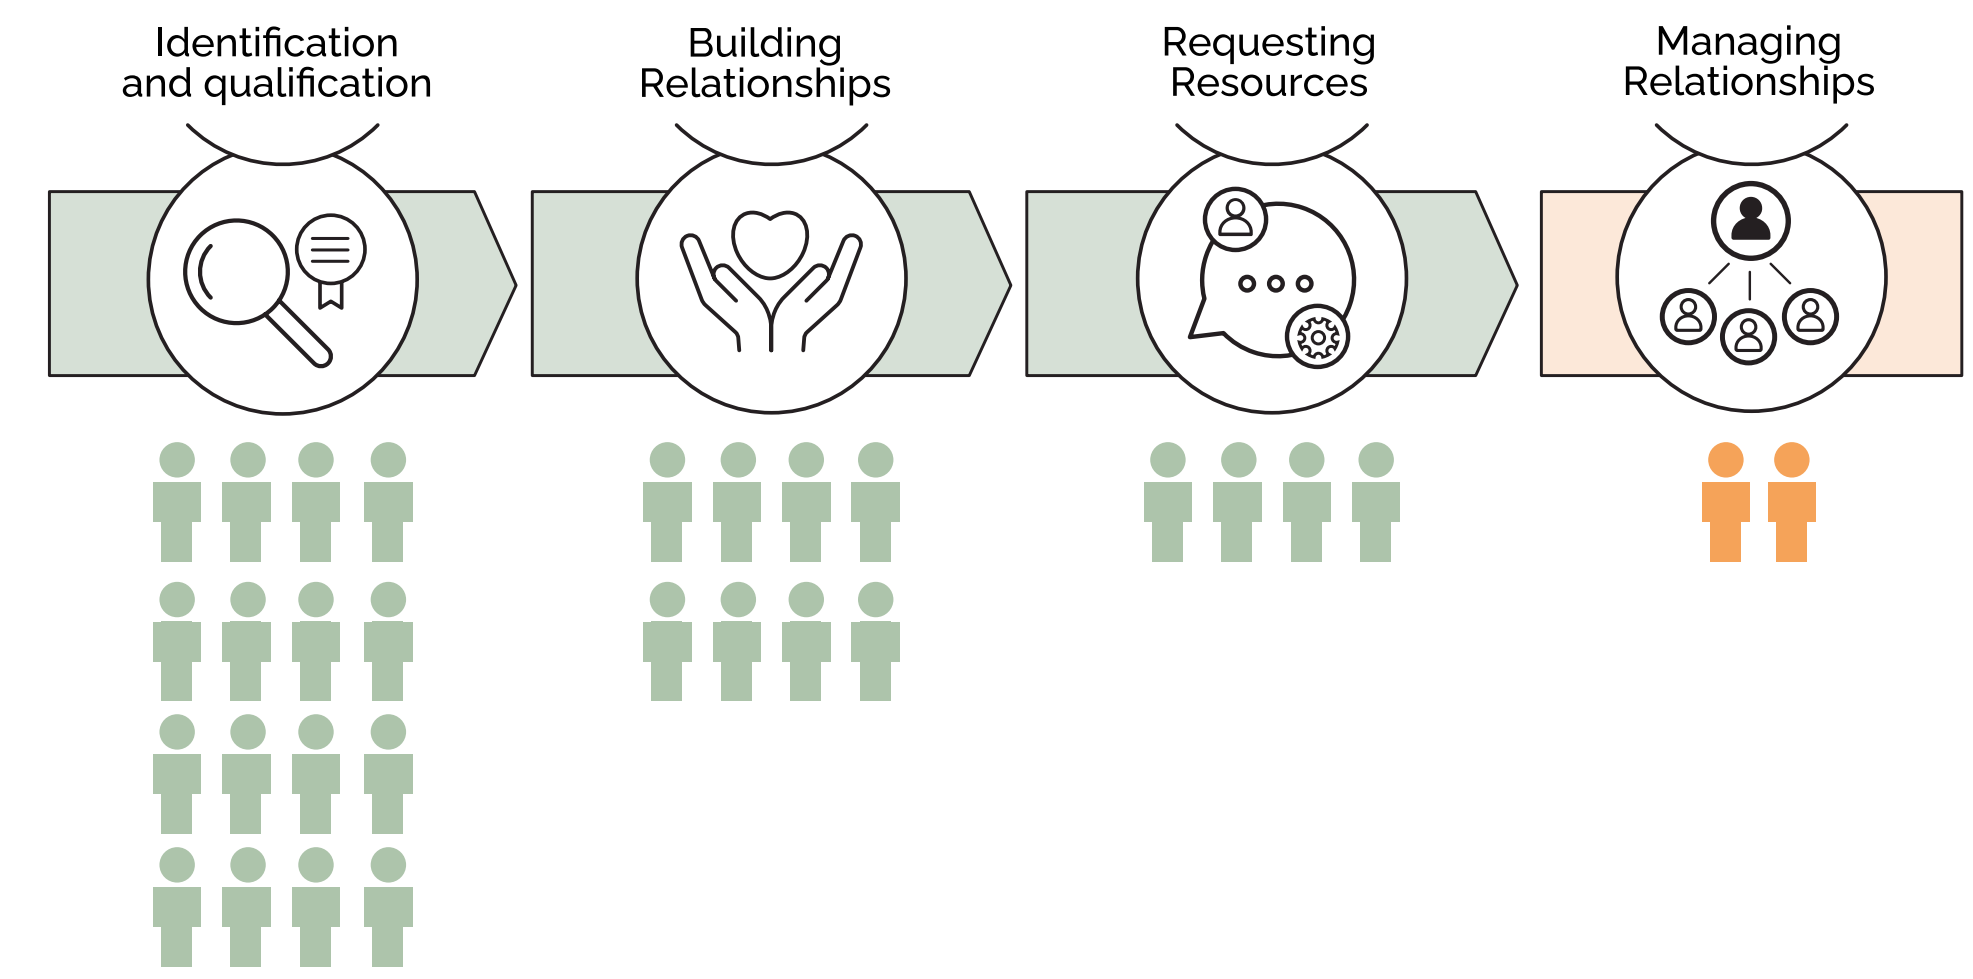 Identification
and qualification
Building
Relationships
Requesting
Resources
Managing
Relationships